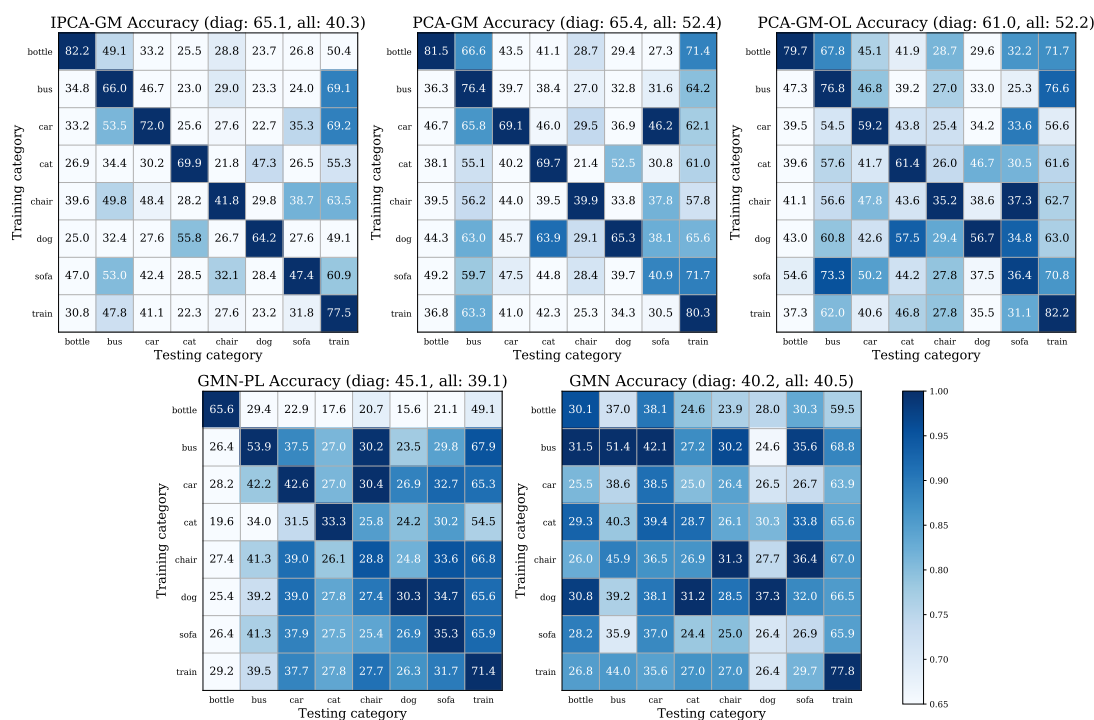 IPCA-GM Accuracy (diag: 65.1, all: 40.3)
bottle 82.2 49.1 33.2 25.5 28.8 23.7 26.8 50.4
bus 34.8 66.0 46.7 23.0 29.0 23.3 24.0 69.1
car 33.2 53.5 72.0 25.6 27.6 22.7 35.3 69.2
cat 26.9 34.4 30.2 69.9 21.8 47.3 26.5 55.3
chair 39.6 49.8 48.4 28.2 41.8 29.8 38.7 63.5
dog 25.0 32.4 27.6 55.8 26.7 64.2 27.6 49.1
sofa 47.0 53.0 42.4 28.5 32.1 28.4 47.4 60.9
train 30.8 47.8 41.1 22.3 27.6 23.2 31.8 77.5
bottle bus car cat chair dog sofa train
Testing category
Training category
PCA-GM Accuracy (diag: 65.4, all: 52.4)
bottle 81.5 66.6 43.5 41.1 28.7 29.4 27.3 71.4
bus 36.3 76.4 39.7 38.4 27.0 32.8 31.6 64.2
car 46.7 65.8 69.1 46.0 29.5 36.9 46.2 62.1
cat 38.1 55.1 40.2 69.7 21.4 52.5 30.8 61.0
chair 39.5 56.2 44.0 39.5 39.9 33.8 37.8 57.8
dog 44.3 63.0 45.7 63.9 29.1 65.3 38.1 65.6
sofa 49.2 59.7 47.5 44.8 28.4 39.7 40.9 71.7
train 36.8 63.3 41.0 42.3 25.3 34.3 30.5 80.3
bottle bus car cat chair dog sofa train
Testing category
Training category
PCA-GM-OL Accuracy (diag: 61.0, all: 52.2)
bottle 79.7 67.8 45.1 41.9 28.7 29.6 32.2 71.7
bus 47.3 76.8 46.8 39.2 27.0 33.0 25.3 76.6
car 39.5 54.5 59.2 43.8 25.4 34.2 33.6 56.6
cat 39.6 57.6 41.7 61.4 26.0 46.7 30.5 61.6
chair 41.1 56.6 47.8 43.6 35.2 38.6 37.3 62.7
dog 43.0 60.8 42.6 57.5 29.4 56.7 34.8 63.0
sofa 54.6 73.3 50.2 44.2 27.8 37.5 36.4 70.8
train 37.3 62.0 40.6 46.8 27.8 35.5 31.1 82.2
bottle bus car cat chair dog sofa train
Testing category
Training category
GMN-PL Accuracy (diag: 45.1, all: 39.1)
bottle 65.6 29.4 22.9 17.6 20.7 15.6 21.1 49.1
bus 26.4 53.9 37.5 27.0 30.2 23.5 29.8 67.9
car 28.2 42.2 42.6 27.0 30.4 26.9 32.7 65.3
cat 19.6 34.0 31.5 33.3 25.8 24.2 30.2 54.5
chair 27.4 41.3 39.0 26.1 28.8 24.8 33.6 66.8
dog 25.4 39.2 39.0 27.8 27.4 30.3 34.7 65.6
sofa 26.4 41.3 37.9 27.5 25.4 26.9 35.3 65.9
train 29.2 39.5 37.7 27.8 27.7 26.3 31.7 71.4
bottle bus car cat chair dog sofa train
Testing category
Training category
GMN Accuracy (diag: 40.2, all: 40.5)
bottle 30.1 37.0 38.1 24.6 23.9 28.0 30.3 59.5
bus 31.5 51.4 42.1 27.2 30.2 24.6 35.6 68.8
car 25.5 38.6 38.5 25.0 26.4 26.5 26.7 63.9
cat 29.3 40.3 39.4 28.7 26.1 30.3 33.8 65.6
chair 26.0 45.9 36.5 26.9 31.3 27.7 36.4 67.0
dog 30.8 39.2 38.1 31.2 28.5 37.3 32.0 66.5
sofa 28.2 35.9 37.0 24.4 25.0 26.4 26.9 65.9
train 26.8 44.0 35.6 27.0 27.0 26.4 29.7 77.8
bottle bus car cat chair dog sofa train
Testing category
Training category
1.00
0.95
0.90
0.85
0.80
0.75
0.70
0.65